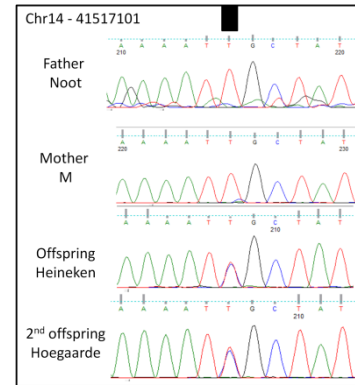 Chr14 - 41517101
210 220
A A A A T T G C T A T
Father
Noot
220 230
A A A A T T G C T A T
Mother
M
A A A A T T G C T A T
210
Offspring
Heineken
A A A A T T G C T A T
210
2nd offspring
Hoegaarde